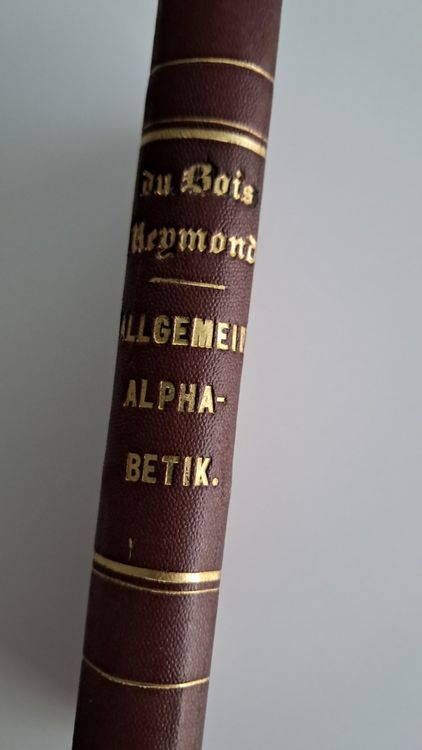 du Bois
Reymond
ALLGEMEIN
ALPHA-
BETIK.